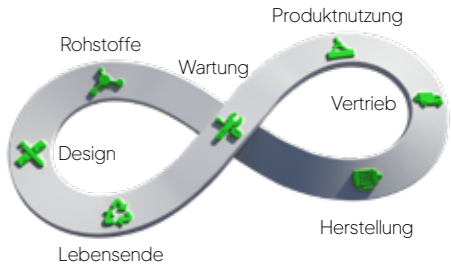 Produktnutzung
Rohstoffe
Wartung
Vertrieb
Design
Herstellung
Lebensende